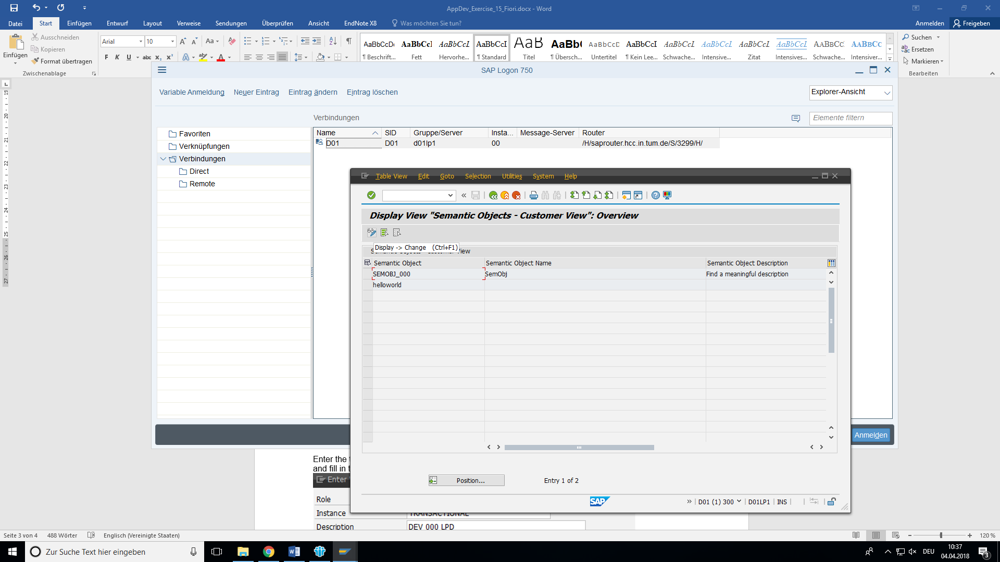 AppDev_Exercise_15_Fiori.docx - Word
Datei Start Einfügen Entwurf Layout Verweise Sendungen Überprüfen Ansicht EndNote X8 Was möchten Sie tun? Anmelden Freigeben
Einfügen
Ausschneiden
Kopieren
Format übertragen
Zwischenablage
Arial 10
F K U abc x₂ x²
AaBbCcDı AaBbCcI AaBbCcL AaBbCcI AaB AaBb( AaBbCcD AaBbCcI AaBbCcL AaBbCcL AaBbCcL AaBbCcL AABBCC AABBCC
¶ Beschrift... Fett Hervorhe... ¶ Standard Titel ¶ Übersch... Untertitel ¶ Kein Lee... Schwache... Intensive... Zitat Intensives... Schwache... Intensiver...
Suchen
Ersetzen
Markieren
Bearbeiten
SAP Logon 750
Variable Anmeldung Neuer Eintrag Eintrag ändern Eintrag löschen Explorer-Ansicht
Verbindungen Elemente filtern
Favoriten
Verknüpfungen
Verbindungen
Direct
Remote
Name SID Gruppe/Server Insta... Message-Server Router
D01 D01 d01lp1 00 /H/saprouter.hcc.in.tum.de/S/3299/H/
Table View Edit Goto Selection Utilities System Help
Display View "Semantic Objects - Customer View": Overview
Display -> Change (Ctrl+F1)
Semantic Object Semantic Object Name Semantic Object Description
SEMOBJ_000 SemObj Find a meaningful description
helloworld
Position... Entry 1 of 2
SAP D01 (1) 300 D01LP1 INS
Anmelden
Enter the
and fill in
Enter
Role
Instance TRANSACTIONAL
Description DEV 000 LPD
Seite 3 von 4 488 Wörter Englisch (Vereinigte Staaten) 120 %
Zur Suche Text hier eingeben DEU 10:37
04.04.2018 3